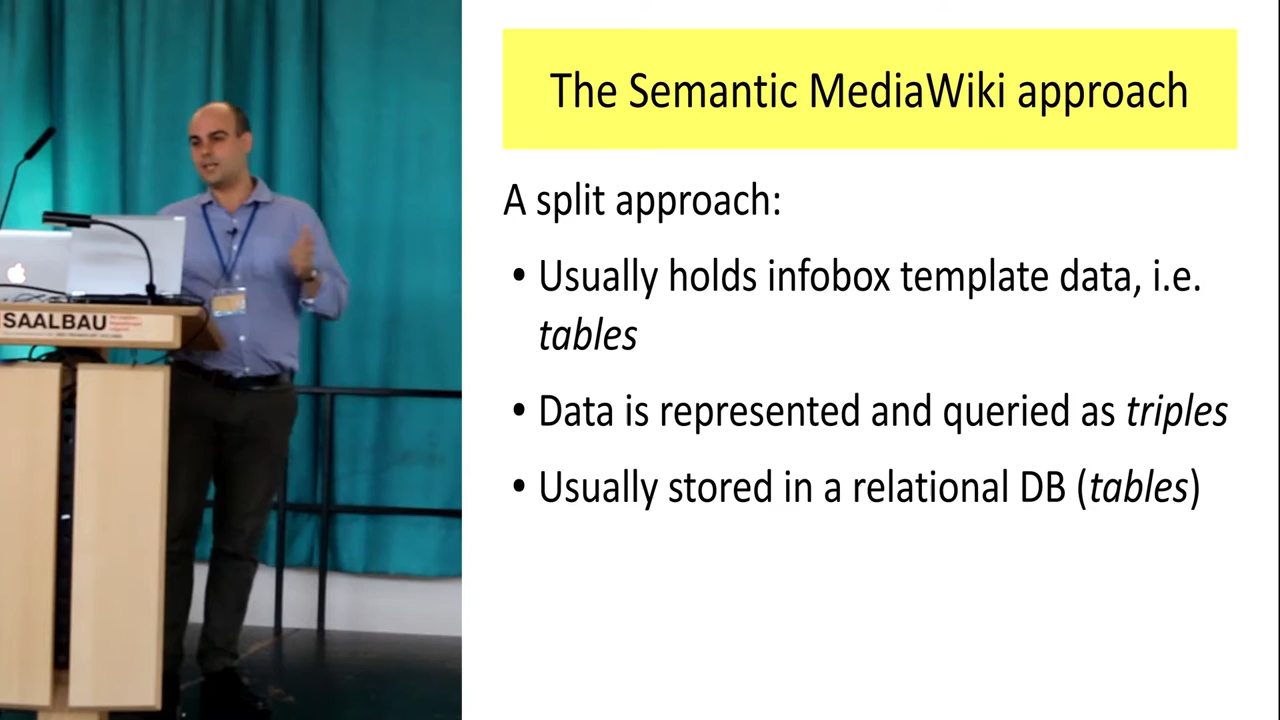 The Semantic MediaWiki approach
A split approach:
• Usually holds infobox template data, i.e.
tables
• Data is represented and queried as triples
• Usually stored in a relational DB (tables)
SAALBAU